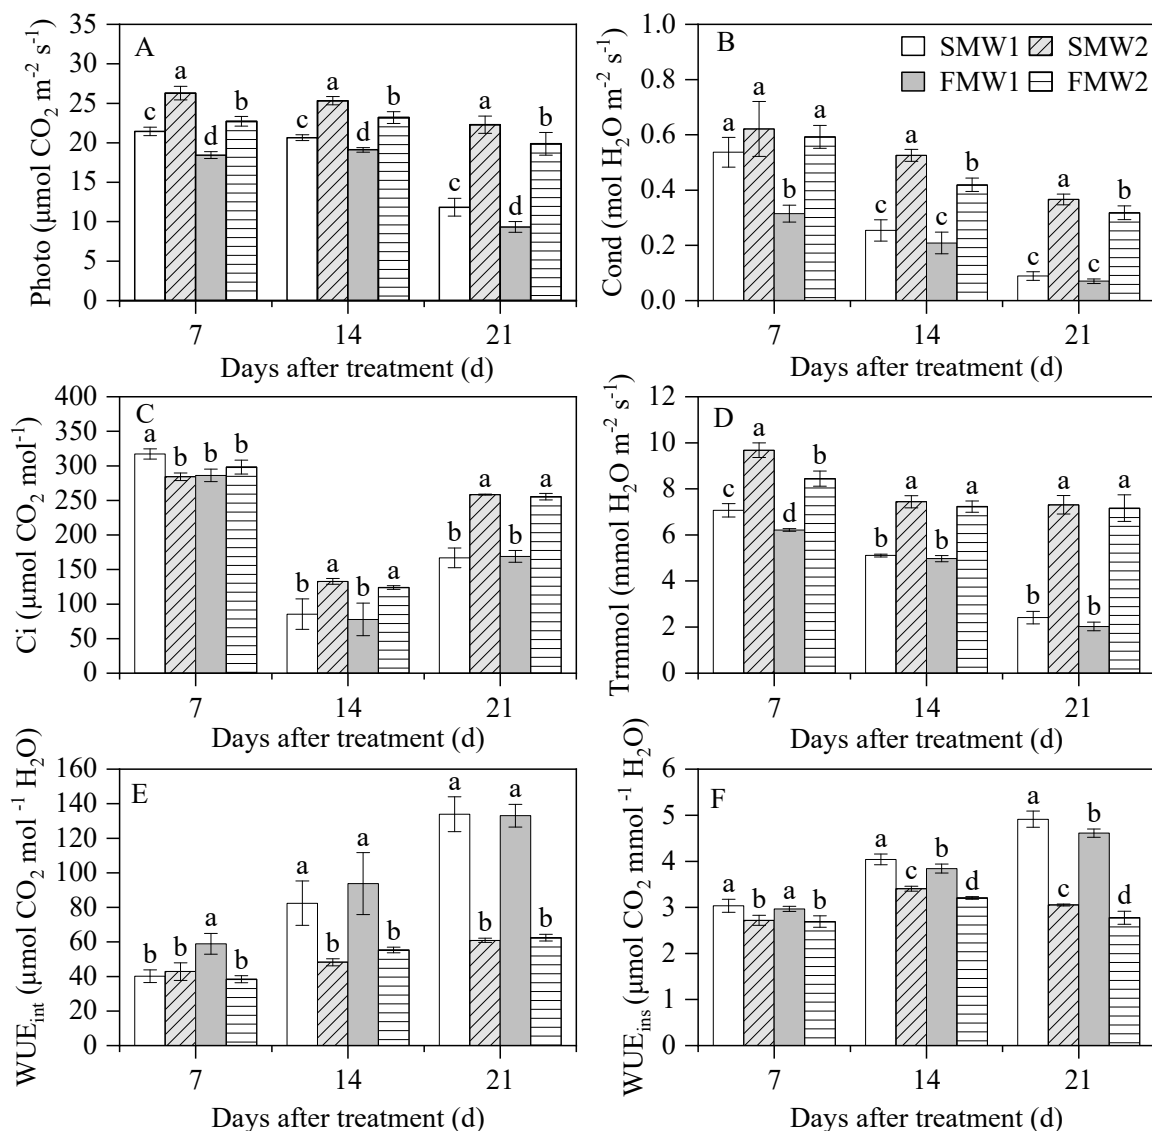 A
Photo (μmol CO₂ m⁻² s⁻¹)
35
30
25
20
15
10
5
0
c a d b
c a d b
c a d b
7 14 21
Days after treatment (d)
B
SMW1 SMW2
FMW1 FMW2
Cond (mol H₂O m⁻² s⁻¹)
1.0
0.8
0.6
0.4
0.2
0.0
a a b a
c a c b
c a c b
7 14 21
Days after treatment (d)
C
Ci (μmol CO₂ mol⁻¹)
400
350
300
250
200
150
100
50
0
a b b b
b a b a
b a b a
7 14 21
Days after treatment (d)
D
Trmmol (mmol H₂O m⁻² s⁻¹)
12
10
8
6
4
2
0
c a d b
b a b a
b a b a
7 14 21
Days after treatment (d)
E
WUEint (μmol CO₂ mol⁻¹ H₂O)
160
140
120
100
80
60
40
20
0
b b a b
a b a b
a b a b
7 14 21
Days after treatment (d)
F
WUEins (μmol CO₂ mmol⁻¹ H₂O)
6
5
4
3
2
1
0
a b a b
a c b d
a c b d
7 14 21
Days after treatment (d)